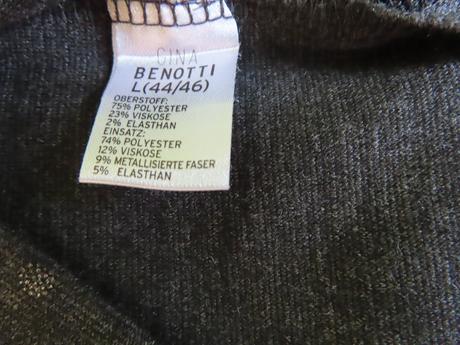 GINA
BENOTTI
L(44/46)
OBERSTOFF:
75% POLYESTER
23% VISKOSE
2% ELASTHAN
EINSATZ:
74% POLYESTER
12% VISKOSE
9% METALLISIERTE FASER
5% ELASTHAN